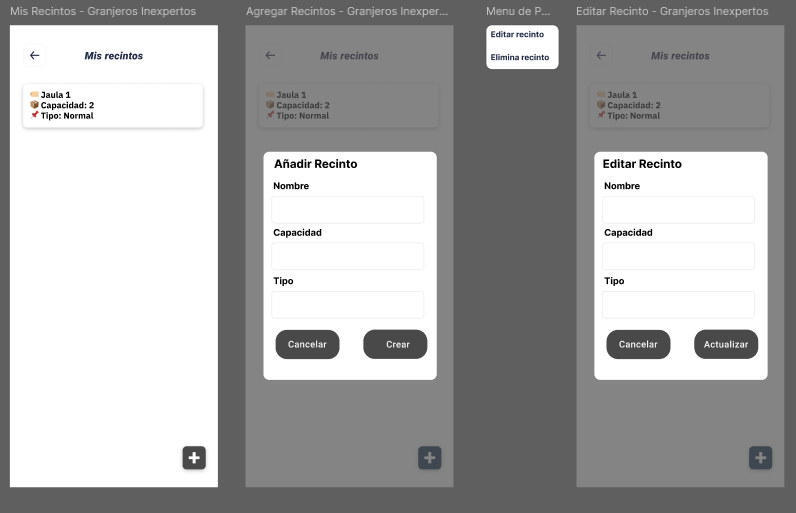 Mis Recintos - Granjeros Inexpertos
Mis recintos
Jaula 1
Capacidad: 2
Tipo: Normal
Agregar Recintos - Granjeros Inexper...
Mis recintos
Jaula 1
Capacidad: 2
Tipo: Normal
Añadir Recinto
Nombre
Capacidad
Tipo
Cancelar
Crear
Menu de P...
Editar recinto
Elimina recinto
Editar Recinto - Granjeros Inexpertos
Mis recintos
Jaula 1
Capacidad: 2
Tipo: Normal
Editar Recinto
Nombre
Capacidad
Tipo
Cancelar
Actualizar